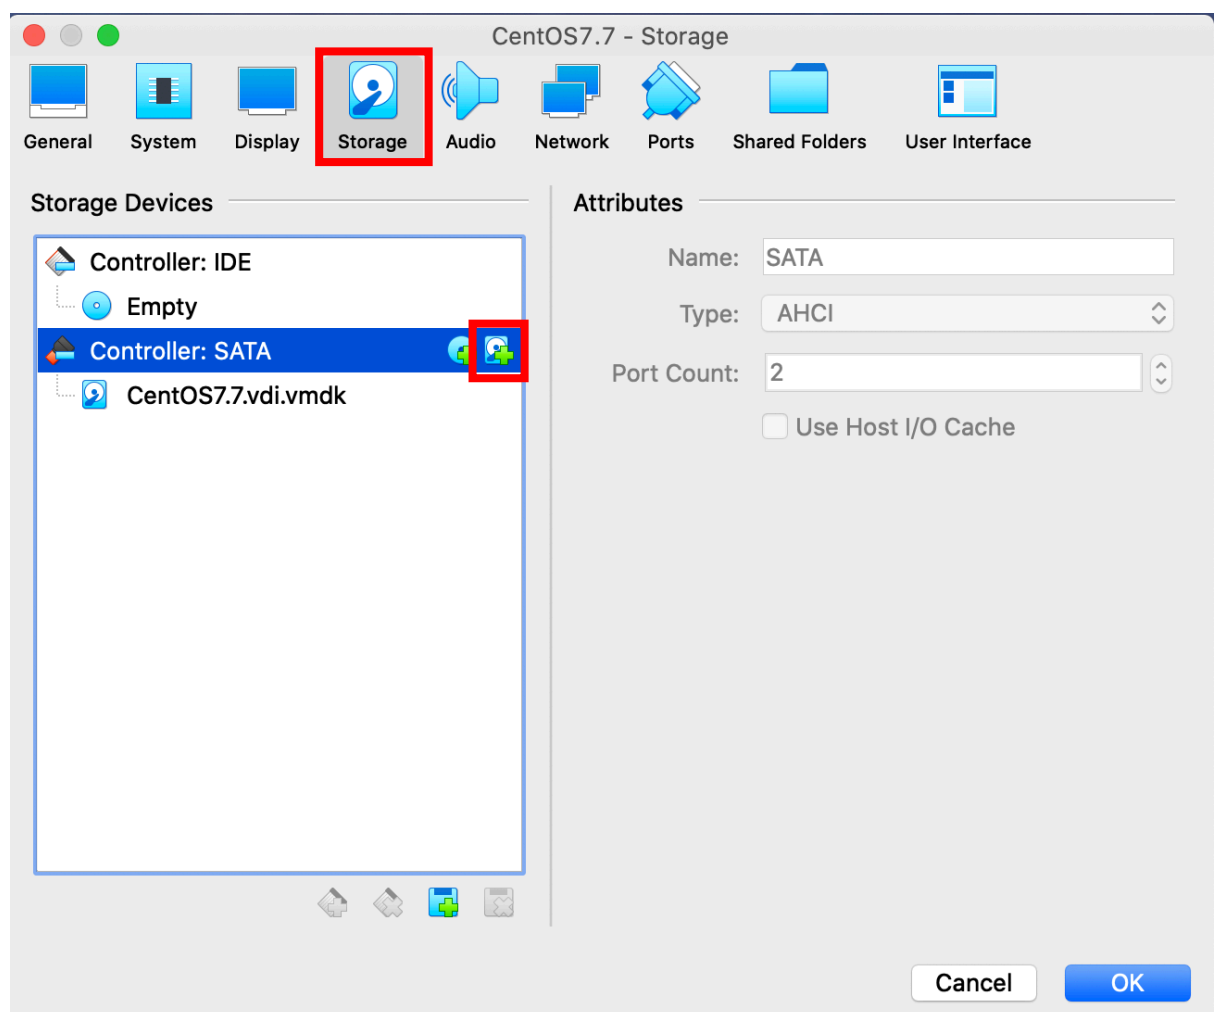 CentOS7.7 - Storage
General System Display Storage Audio Network Ports Shared Folders User Interface
Storage Devices
Attributes
Controller: IDE
Empty
Controller: SATA
CentOS7.7.vdi.vmdk
Name: SATA
Type: AHCI
Port Count: 2
Use Host I/O Cache
Cancel OK